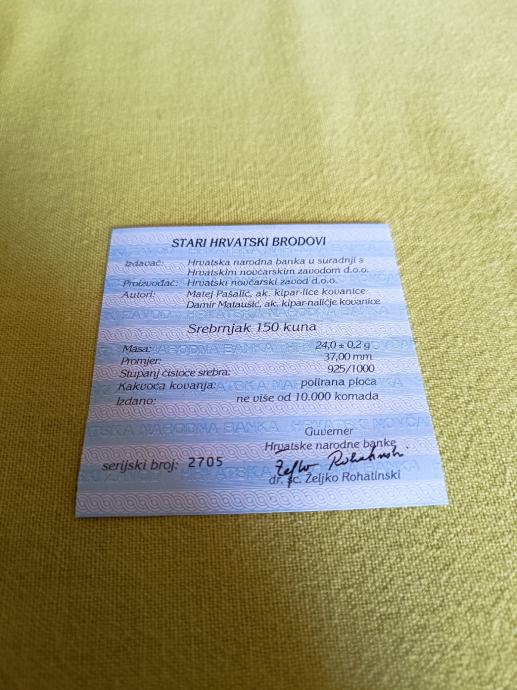 STARI HRVATSKI BRODOVI
Izdavač: Hrvatska narodna banka u suradnji s
Hrvatskim novčarskim zavodom d.o.o.
Proizvođač: Hrvatski novčarski zavod d.o.o.
Autori: Matej Pašalić, ak. kipar-lice kovanice
Damir Mataušić, ak. kipar-naličje kovanice
Srebrnjak 150 kuna
Masa: 24,0 ± 0,2 g
Promjer: 37,00 mm
Stupanj čistoće srebra: 925/1000
Kakvoća kovanja: polirana ploča
Izdano: ne više od 10.000 komada
Guverner
Hrvatske narodne banke
serijski broj: 2705
Željko Rohatinski
dr. sc. Željko Rohatinski